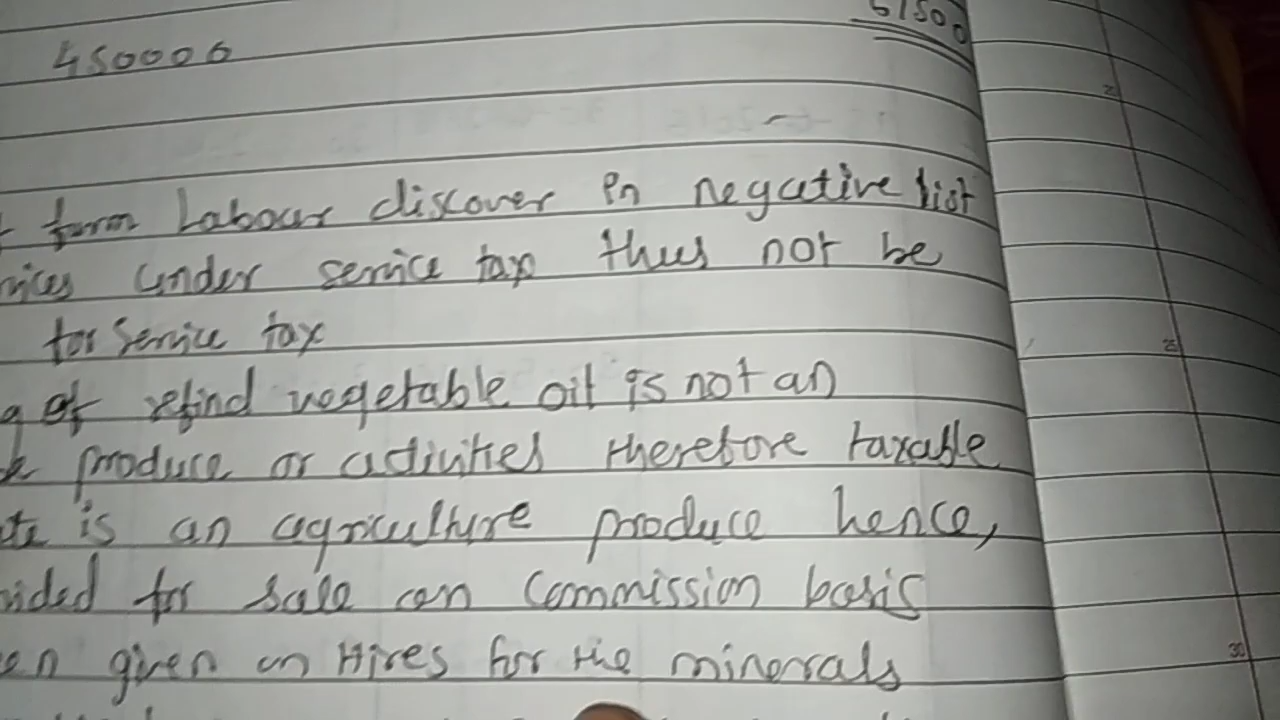 61500
450000
farm Labour discover in negative list
under service tax thus not be
for service tax
of refind vegetable oil is not an
produce or activities therefore taxable
is an agriculture produce hence,
for sale on Commission basis
given on Hires for the minerals